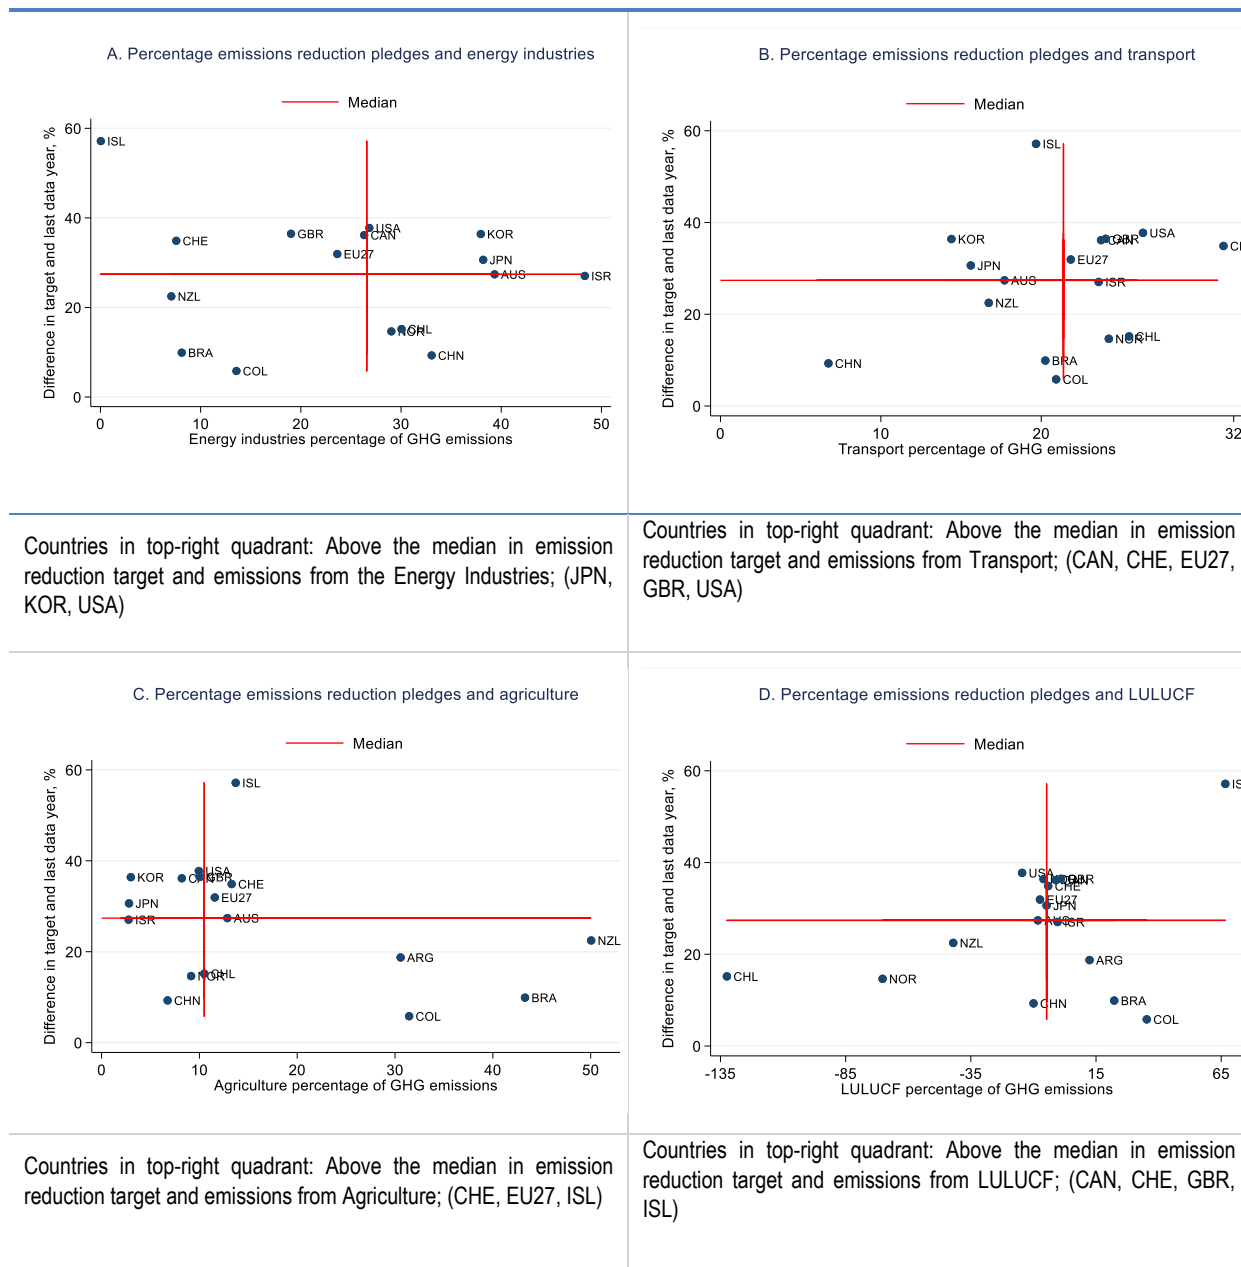 A. Percentage emissions reduction pledges and energy industries
Median
Difference in target and last data year, %
60
40
20
0
ISL
CHE
GBR
USA
CAN
EU27
KOR
JPN
AUS
ISR
NZL
CHL
NOR
BRA
CHN
COL
0 10 20 30 40 50
Energy industries percentage of GHG emissions
B. Percentage emissions reduction pledges and transport
Median
Difference in target and last data year, %
60
40
20
0
ISL
KOR
CAN
GBR
USA
JPN
EU27
AUS
ISR
NZL
NOR
CHL
BRA
CHN
COL
0 10 20 32
Transport percentage of GHG emissions
Countries in top-right quadrant: Above the median in emission
reduction target and emissions from the Energy Industries; (JPN,
KOR, USA)
Countries in top-right quadrant: Above the median in emission
reduction target and emissions from Transport; (CAN, CHE, EU27,
GBR, USA)
C. Percentage emissions reduction pledges and agriculture
Median
Difference in target and last data year, %
60
40
20
0
ISL
USA
KOR
CAN
GBR
CHE
JPN
EU27
ISR
AUS
NZL
ARG
NOR
CHL
CHN
BRA
COL
0 10 20 30 40 50
Agriculture percentage of GHG emissions
D. Percentage emissions reduction pledges and LULUCF
Median
Difference in target and last data year, %
60
40
20
0
USA
CAN
GBR
CHE
EU27
JPN
AUS
ISR
NZL
ARG
CHL
NOR
CHN
BRA
COL
-135 -85 -35 15 65
LULUCF percentage of GHG emissions
Countries in top-right quadrant: Above the median in emission
reduction target and emissions from Agriculture; (CHE, EU27, ISL)
Countries in top-right quadrant: Above the median in emission
reduction target and emissions from LULUCF; (CAN, CHE, GBR,
ISL)